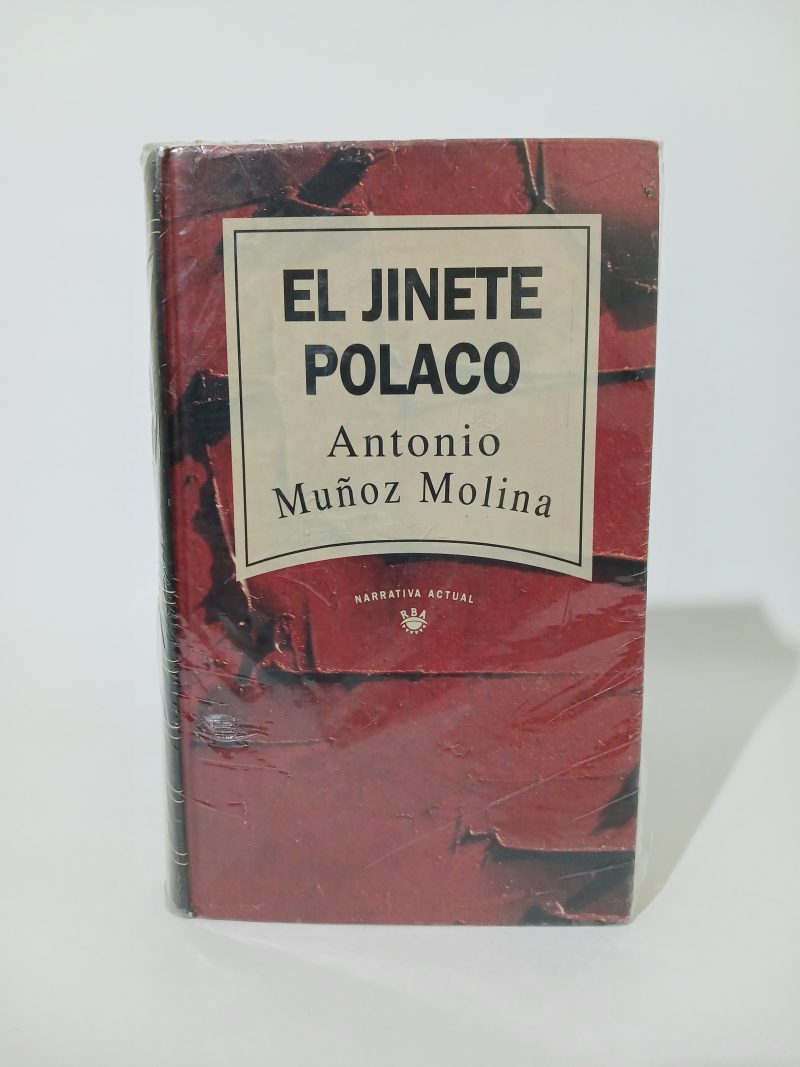 EL JINETE
POLACO
Antonio
Muñoz Molina
NARRATIVA ACTUAL
RBA